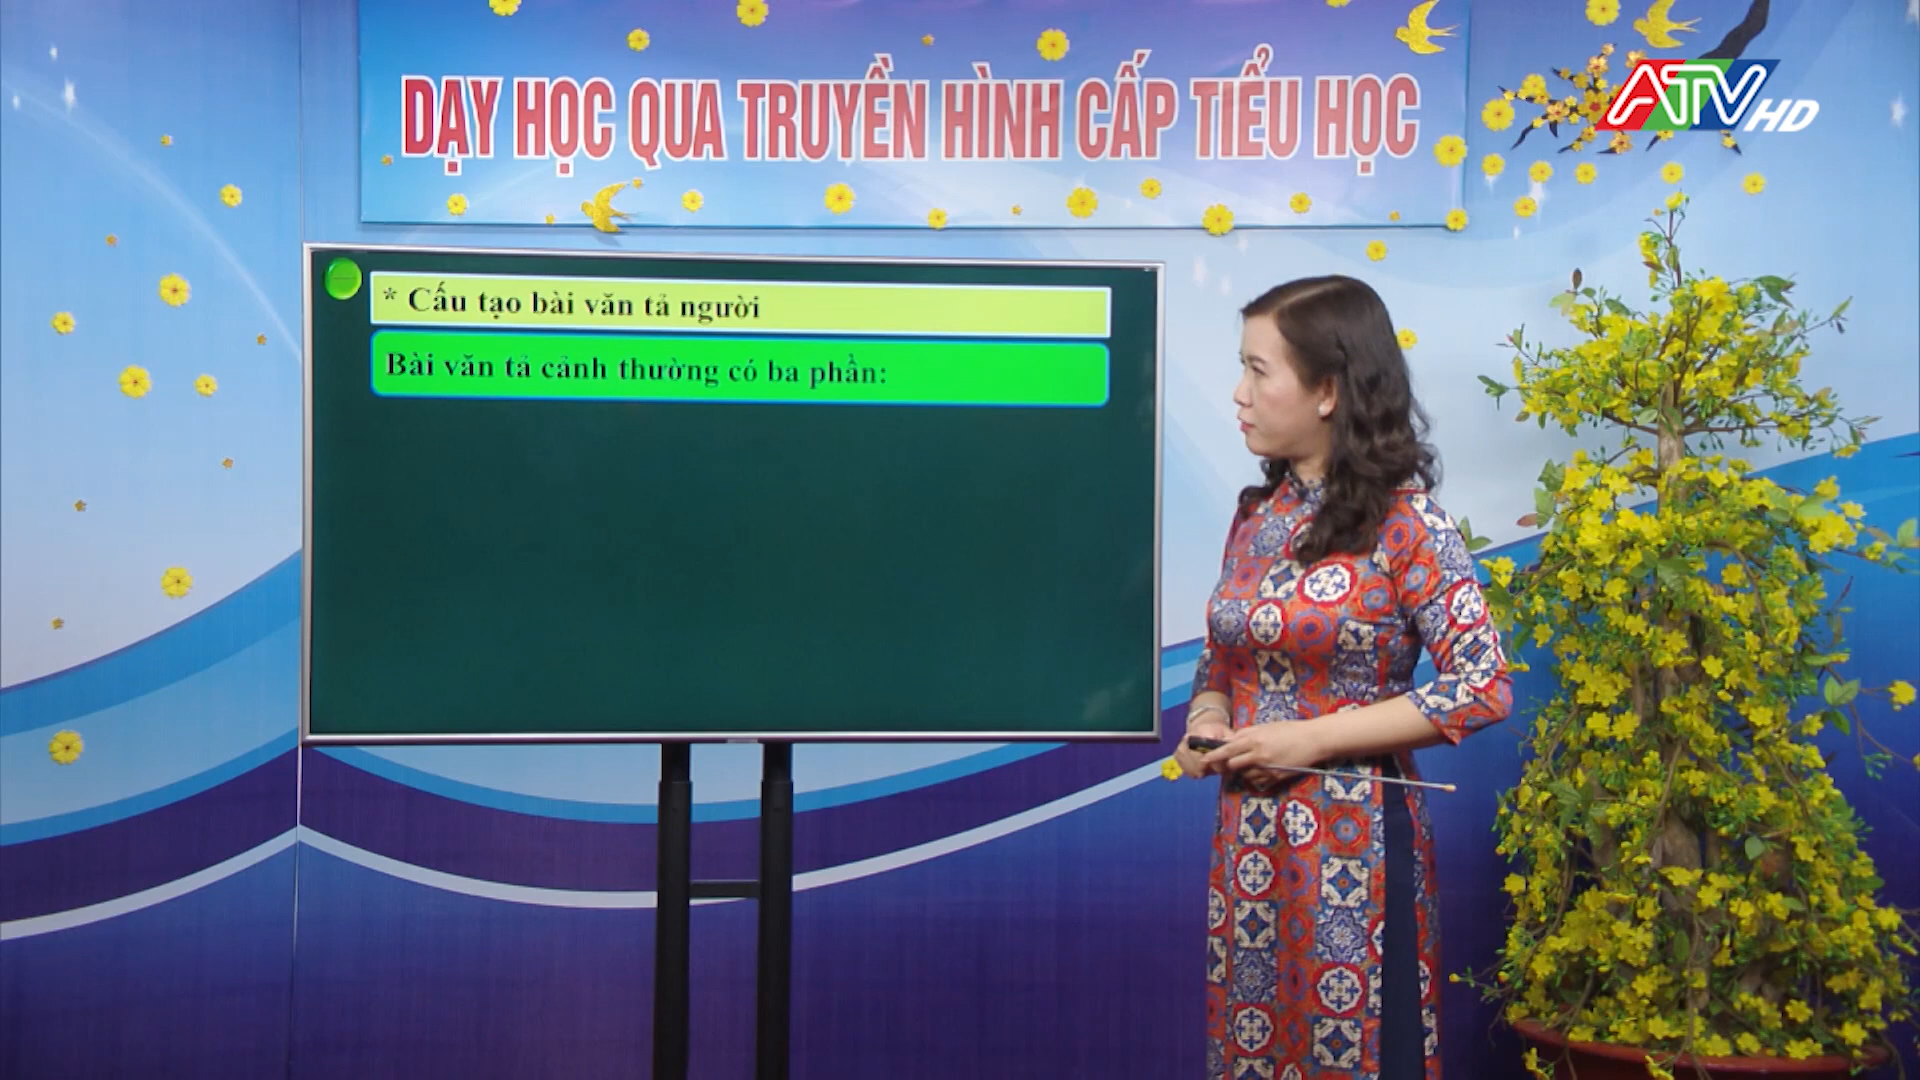 DẠY HỌC QUA TRUYỀN HÌNH CẤP TIỂU HỌC
ATV HD
* Cấu tạo bài văn tả người
Bài văn tả cảnh thường có ba phần: